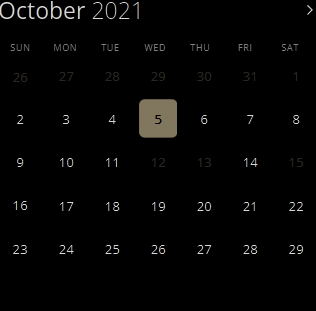 October 2021
SUN MON TUE WED THU FRI SAT
26 27 28 29 30 31 1
2 3 4 5 6 7 8
9 10 11 12 13 14 15
16 17 18 19 20 21 22
23 24 25 26 27 28 29